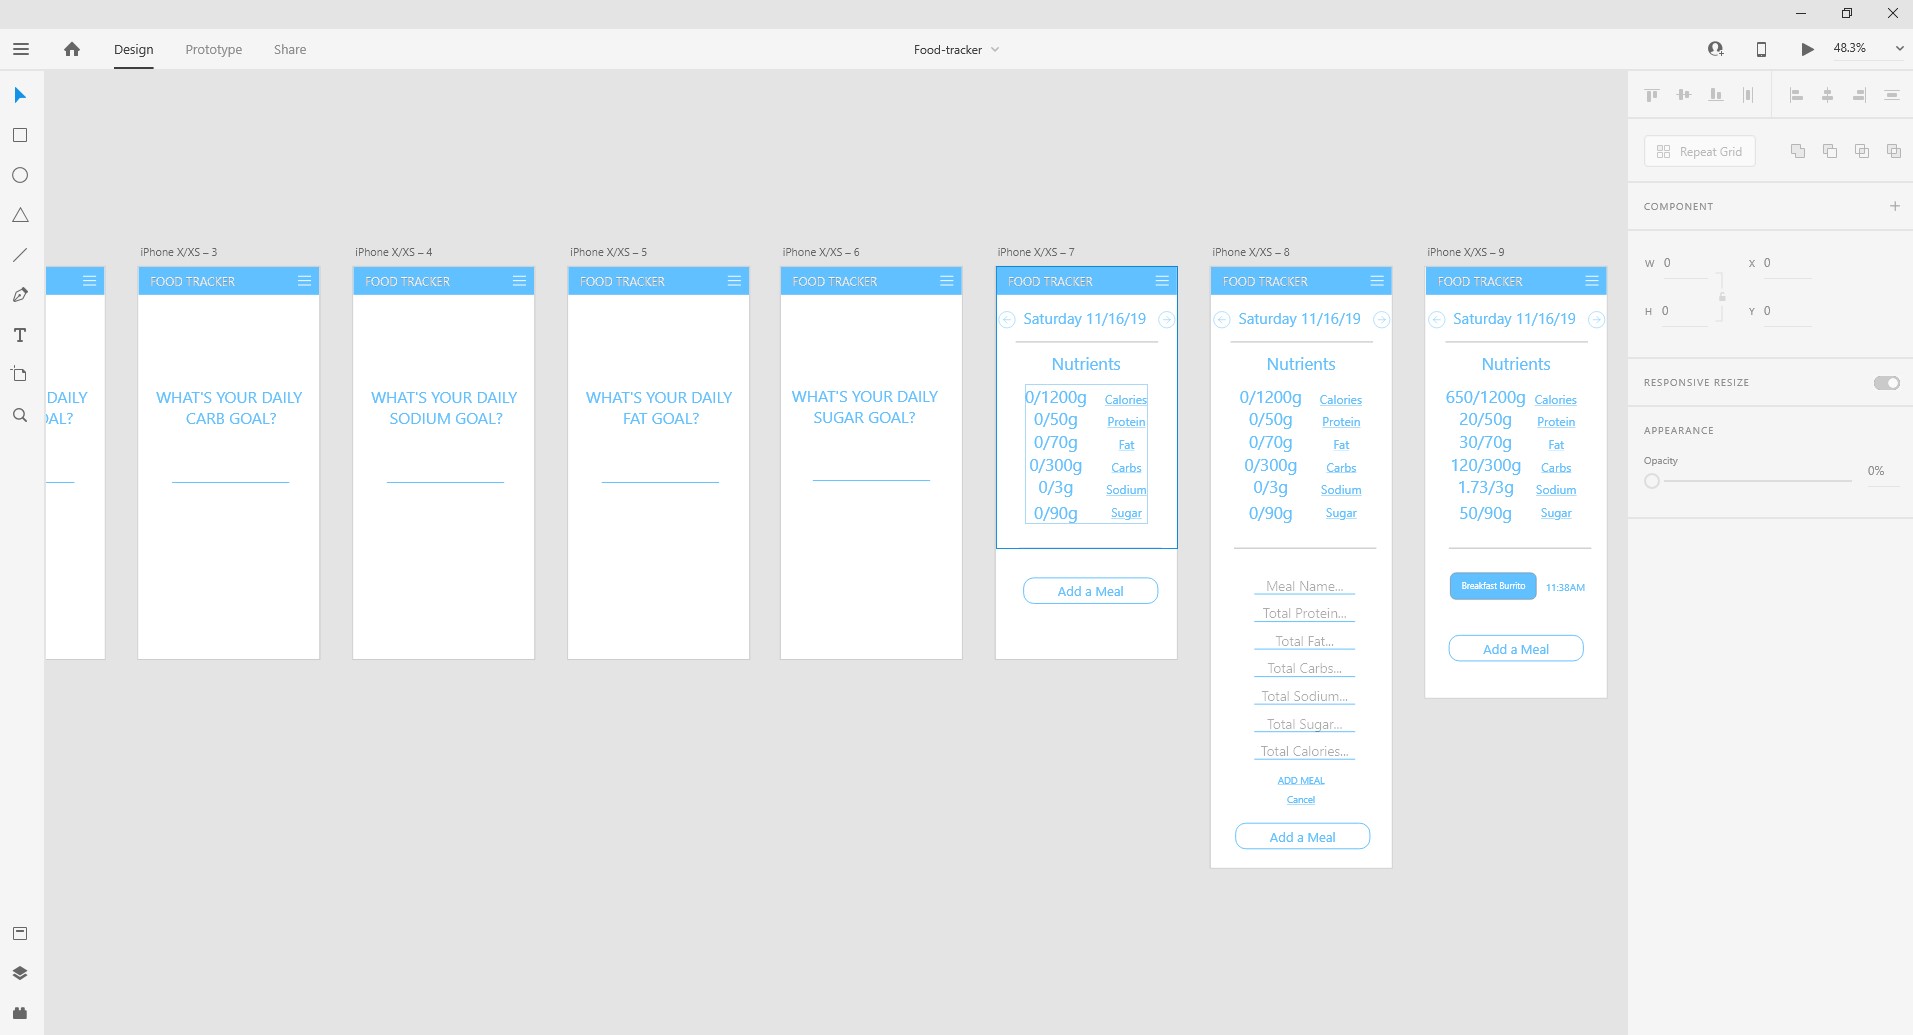 Design Prototype Share
Food-tracker
48.3%
Repeat Grid
COMPONENT
W 0 X 0
H 0 Y 0
RESPONSIVE RESIZE
APPEARANCE
Opacity
0%
DAILY
iPhone X/XS – 3
FOOD TRACKER
WHAT'S YOUR DAILY
CARB GOAL?
iPhone X/XS – 4
FOOD TRACKER
WHAT'S YOUR DAILY
SODIUM GOAL?
iPhone X/XS – 5
FOOD TRACKER
WHAT'S YOUR DAILY
FAT GOAL?
iPhone X/XS – 6
FOOD TRACKER
WHAT'S YOUR DAILY
SUGAR GOAL?
iPhone X/XS – 7
FOOD TRACKER
Saturday 11/16/19
Nutrients
0/1200g Calories
0/50g Protein
0/70g Fat
0/300g Carbs
0/3g Sodium
0/90g Sugar
Add a Meal
iPhone X/XS – 8
FOOD TRACKER
Saturday 11/16/19
Nutrients
0/1200g Calories
0/50g Protein
0/70g Fat
0/300g Carbs
0/3g Sodium
0/90g Sugar
Meal Name...
Total Protein...
Total Fat...
Total Carbs...
Total Sodium...
Total Sugar...
Total Calories...
ADD MEAL
Cancel
Add a Meal
iPhone X/XS – 9
FOOD TRACKER
Saturday 11/16/19
Nutrients
650/1200g Calories
20/50g Protein
30/70g Fat
120/300g Carbs
1.73/3g Sodium
50/90g Sugar
Breakfast Burrito 11:38AM
Add a Meal